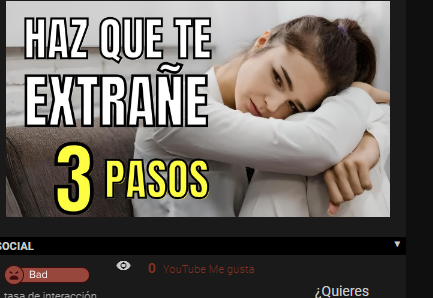 HAZ QUE TE
EXTRAÑE
3 PASOS
SOCIAL
Bad
0 YouTube Me gusta
tasa de interacción
¿Quieres